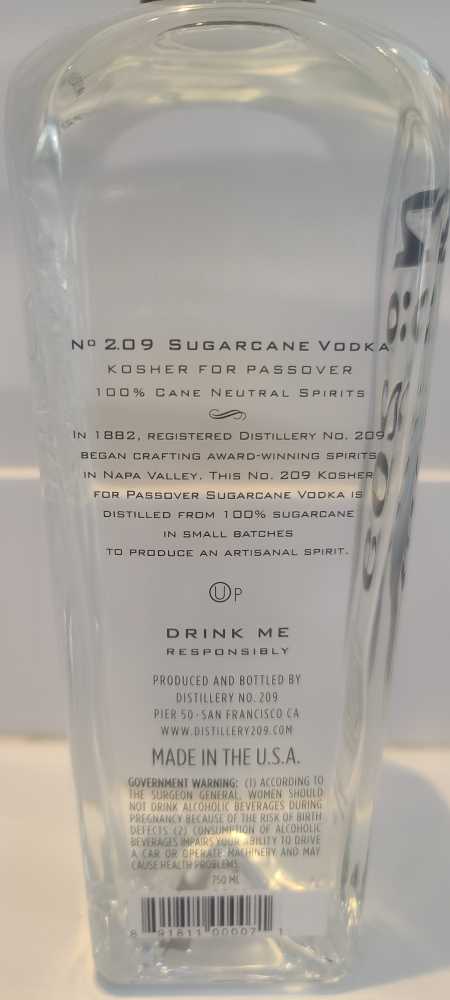 Nº 209 SUGARCANE VODKA
KOSHER FOR PASSOVER
100% CANE NEUTRAL SPIRITS
IN 1882, REGISTERED DISTILLERY NO. 209
BEGAN CRAFTING AWARD-WINNING SPIRITS
IN NAPA VALLEY. THIS NO. 209 KOSHER
FOR PASSOVER SUGARCANE VODKA IS
DISTILLED FROM 100% SUGARCANE
IN SMALL BATCHES
TO PRODUCE AN ARTISANAL SPIRIT.
Ⓤ P
DRINK ME
RESPONSIBLY
PRODUCED AND BOTTLED BY
DISTILLERY NO. 209
PIER 50 · SAN FRANCISCO CA
WWW.DISTILLERY209.COM
MADE IN THE U.S.A.
GOVERNMENT WARNING: (1) ACCORDING TO
THE SURGEON GENERAL, WOMEN SHOULD
NOT DRINK ALCOHOLIC BEVERAGES DURING
PREGNANCY BECAUSE OF THE RISK OF BIRTH
DEFECTS (2) CONSUMPTION OF ALCOHOLIC
BEVERAGES IMPAIRS YOUR ABILITY TO DRIVE
A CAR OR OPERATE MACHINERY AND MAY
CAUSE HEALTH PROBLEMS.
750 ML
8 91811 00007 1